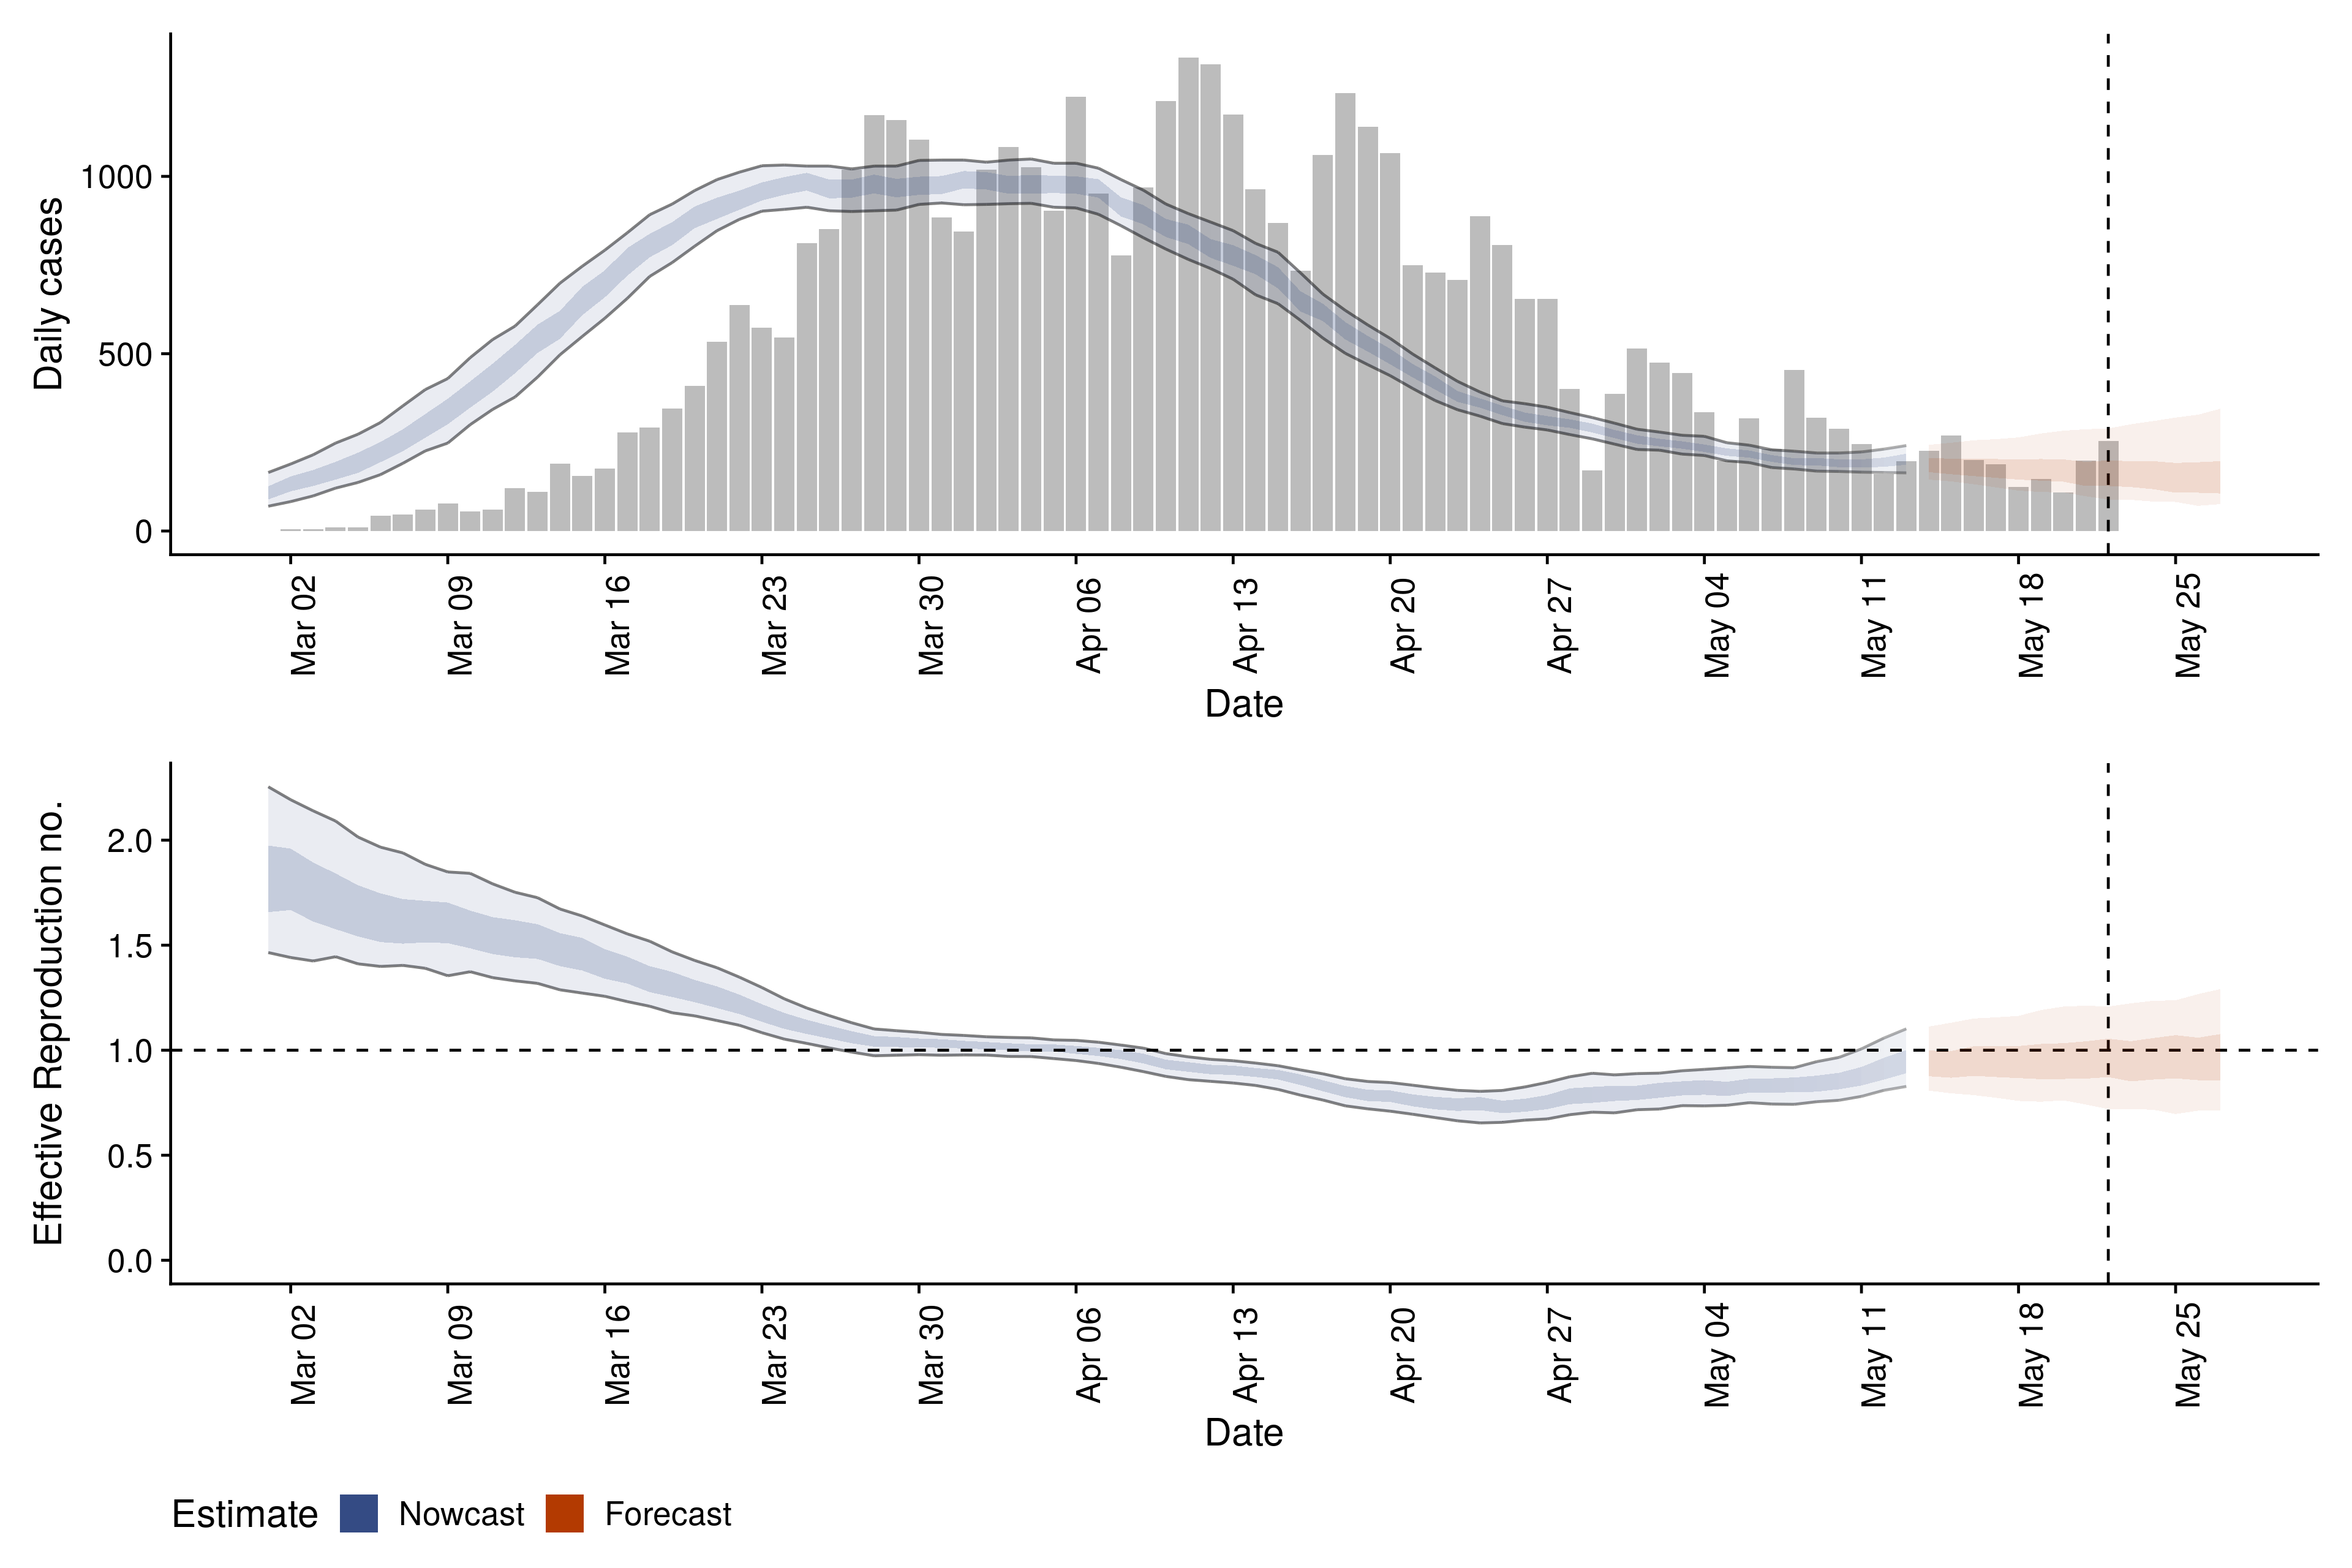 Daily cases
1000
500
0
Mar 02
Mar 09
Mar 16
Mar 23
Mar 30
Apr 06
Apr 13
Apr 20
Apr 27
May 04
May 11
May 18
May 25
Date
Effective Reproduction no.
2.0
1.5
1.0
0.5
0.0
Mar 02
Mar 09
Mar 16
Mar 23
Mar 30
Apr 06
Apr 13
Apr 20
Apr 27
May 04
May 11
May 18
May 25
Date
Estimate Nowcast Forecast